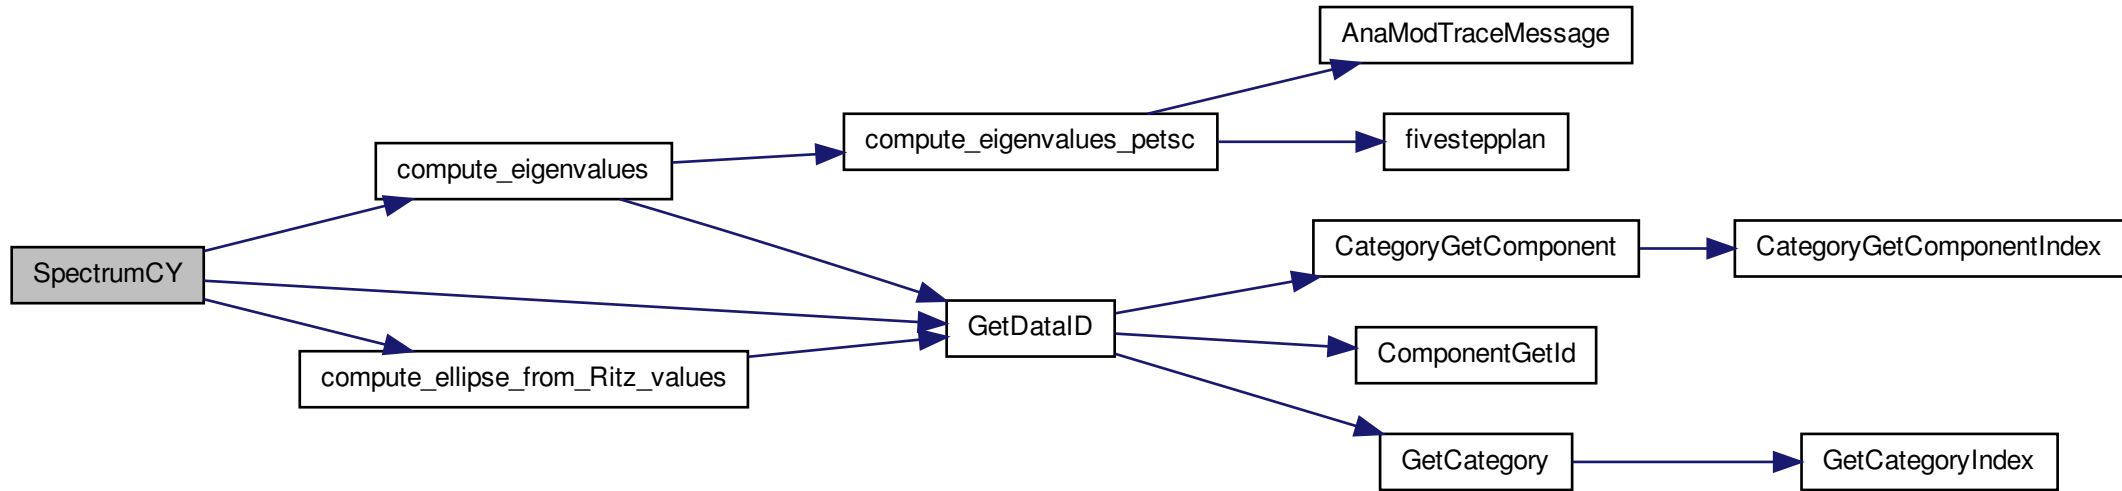 AnaModTraceMessage
compute_eigenvalues_petsc
fivestepplan
compute_eigenvalues
CategoryGetComponent
CategoryGetComponentIndex
SpectrumCY
GetDataID
ComponentGetId
compute_ellipse_from_Ritz_values
GetCategory
GetCategoryIndex